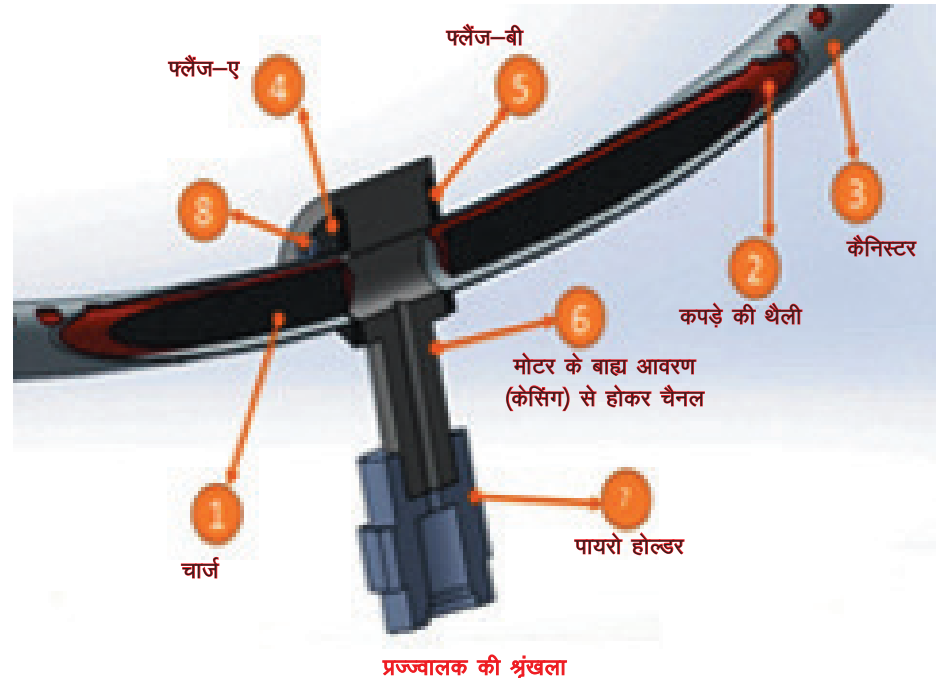 फ्लैंज–बी
फ्लैंज–ए
4
5
8
3
कैनिस्टर
2
कपड़े की थैली
6
मोटर के बाह्य आवरण
(केसिंग) से होकर चैनल
1
चार्ज
7
पायरो होल्डर
प्रज्ज्वालक की श्रृंखला